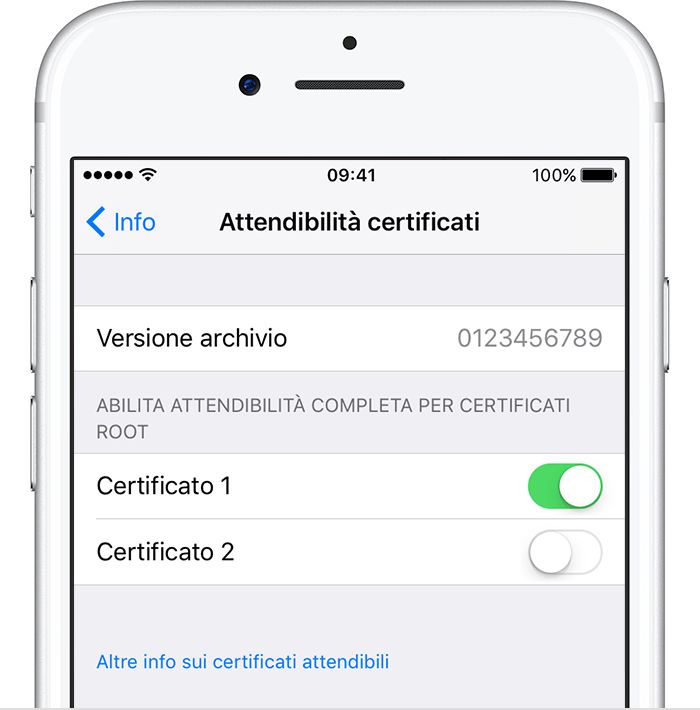 09:41 100%
Info Attendibilità certificati
Versione archivio 0123456789
ABILITA ATTENDIBILITÀ COMPLETA PER CERTIFICATI
ROOT
Certificato 1
Certificato 2
Altre info sui certificati attendibili